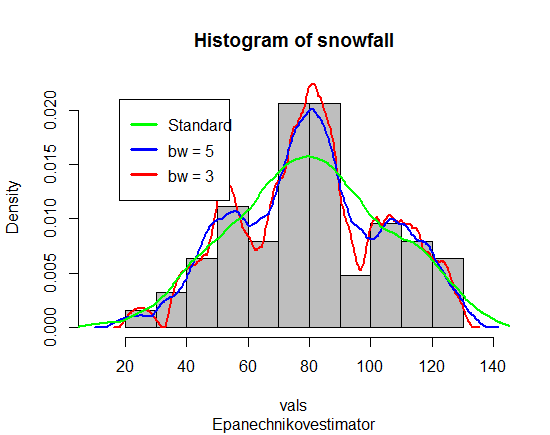 Histogram of snowfall
Density
0.000 0.005 0.010 0.015 0.020
Standard
bw = 5
bw = 3
20 40 60 80 100 120 140
vals
Epanechnikovestimator